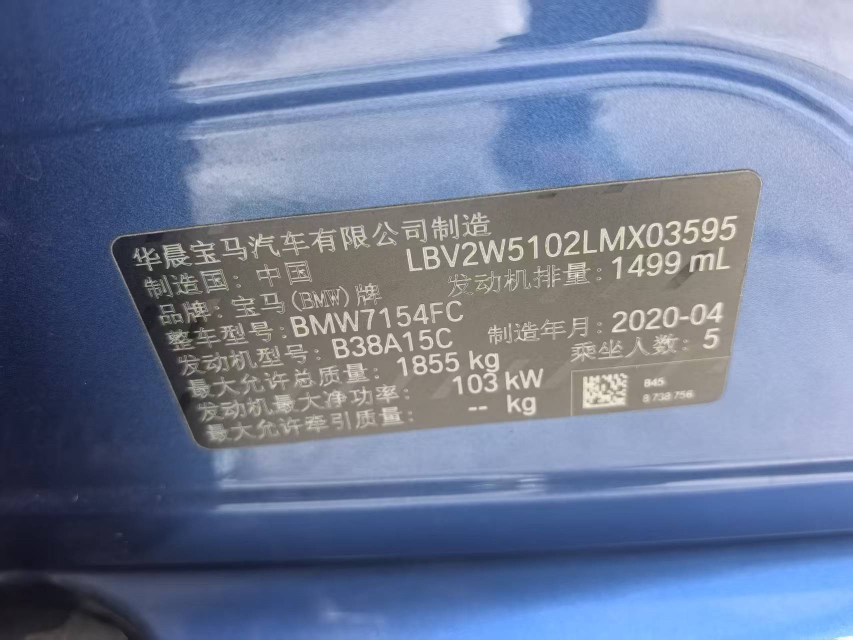 华晨宝马汽车有限公司制造
LBV2W5102LMX03595
制造国: 中国
发动机排量: 1499 mL
品牌: 宝马(BMW)牌
整车型号: BMW7154FC
制造年月: 2020-04
发动机型号: B38A15C
乘坐人数: 5
最大允许总质量: 1855 kg
发动机最大净功率: 103 kW
最大允许牵引质量: -- kg
B45
8 738 756